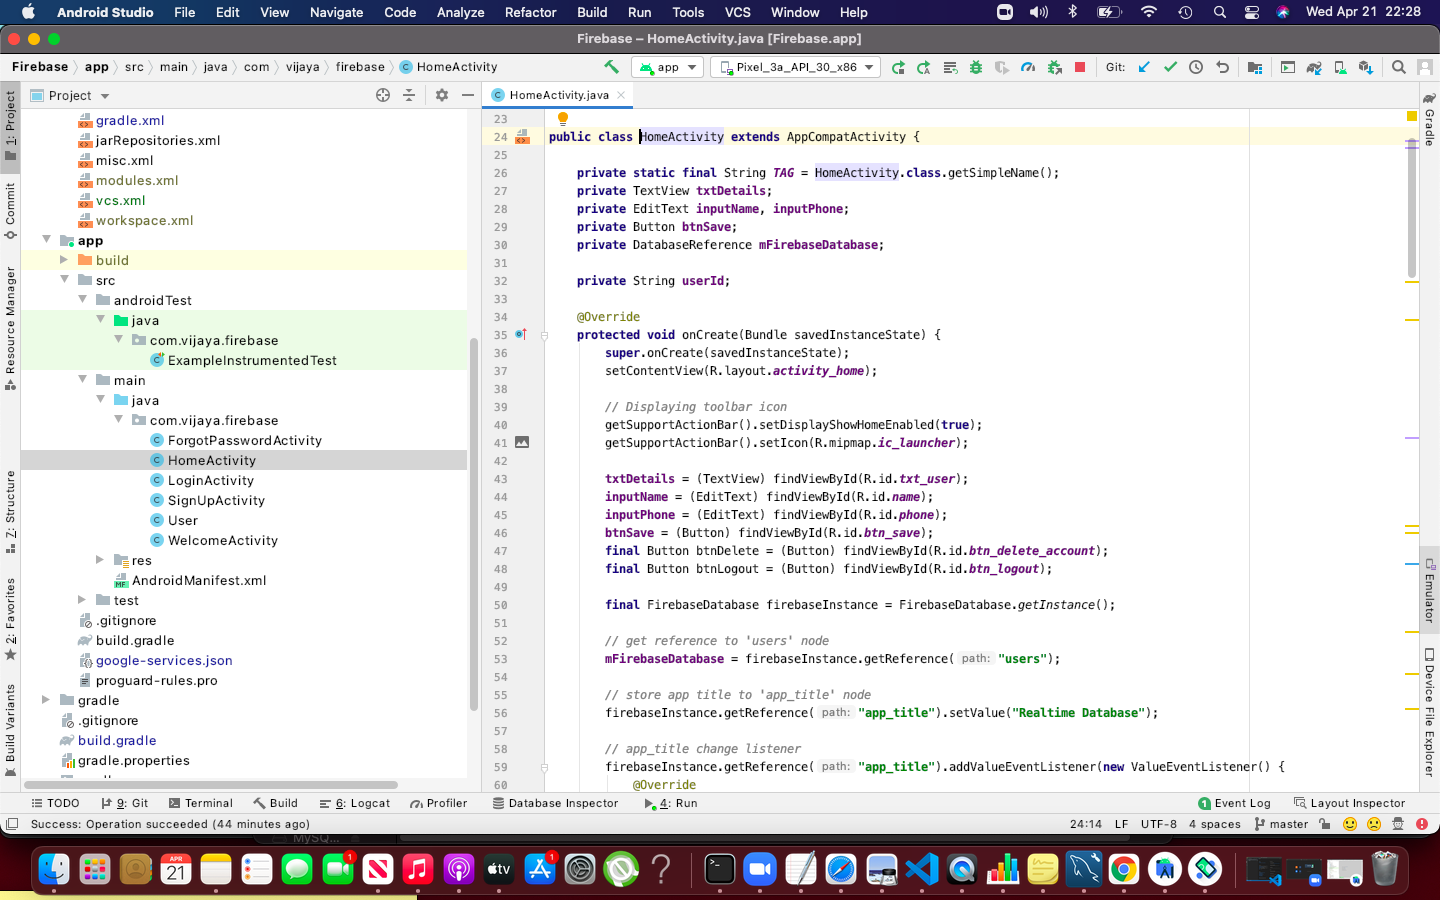 Android Studio File Edit View Navigate Code Analyze Refactor Build Run Tools VCS Window Help Wed Apr 21 22:28
Firebase – HomeActivity.java [Firebase.app]
Firebase app src main java com vijaya firebase HomeActivity app Pixel_3a_API_30_x86 Git:
Project
HomeActivity.java
1: Project
Commit
Resource Manager
Z: Structure
2: Favorites
Build Variants
gradle.xml
jarRepositories.xml
misc.xml
modules.xml
vcs.xml
workspace.xml
app
build
src
androidTest
java
com.vijaya.firebase
ExampleInstrumentedTest
main
java
com.vijaya.firebase
ForgotPasswordActivity
HomeActivity
LoginActivity
SignUpActivity
User
WelcomeActivity
res
AndroidManifest.xml
test
.gitignore
build.gradle
google-services.json
proguard-rules.pro
gradle
.gitignore
build.gradle
gradle.properties
23
24 public class HomeActivity extends AppCompatActivity {
25
26 private static final String TAG = HomeActivity.class.getSimpleName();
27 private TextView txtDetails;
28 private EditText inputName, inputPhone;
29 private Button btnSave;
30 private DatabaseReference mFirebaseDatabase;
31
32 private String userId;
33
34 @Override
35 protected void onCreate(Bundle savedInstanceState) {
36 super.onCreate(savedInstanceState);
37 setContentView(R.layout.activity_home);
38
39 // Displaying toolbar icon
40 getSupportActionBar().setDisplayShowHomeEnabled(true);
41 getSupportActionBar().setIcon(R.mipmap.ic_launcher);
42
43 txtDetails = (TextView) findViewById(R.id.txt_user);
44 inputName = (EditText) findViewById(R.id.name);
45 inputPhone = (EditText) findViewById(R.id.phone);
46 btnSave = (Button) findViewById(R.id.btn_save);
47 final Button btnDelete = (Button) findViewById(R.id.btn_delete_account);
48 final Button btnLogout = (Button) findViewById(R.id.btn_logout);
49
50 final FirebaseDatabase firebaseInstance = FirebaseDatabase.getInstance();
51
52 // get reference to 'users' node
53 mFirebaseDatabase = firebaseInstance.getReference( path: "users");
54
55 // store app title to 'app_title' node
56 firebaseInstance.getReference( path: "app_title").setValue("Realtime Database");
57
58 // app_title change listener
59 firebaseInstance.getReference( path: "app_title").addValueEventListener(new ValueEventListener() {
60 @Override
Gradle
Emulator
Device File Explorer
TODO 9: Git Terminal Build 6: Logcat Profiler Database Inspector 4: Run 1 Event Log Layout Inspector
Success: Operation succeeded (44 minutes ago) 24:14 LF UTF-8 4 spaces master
MySQ...
APR
21
1
tv
1